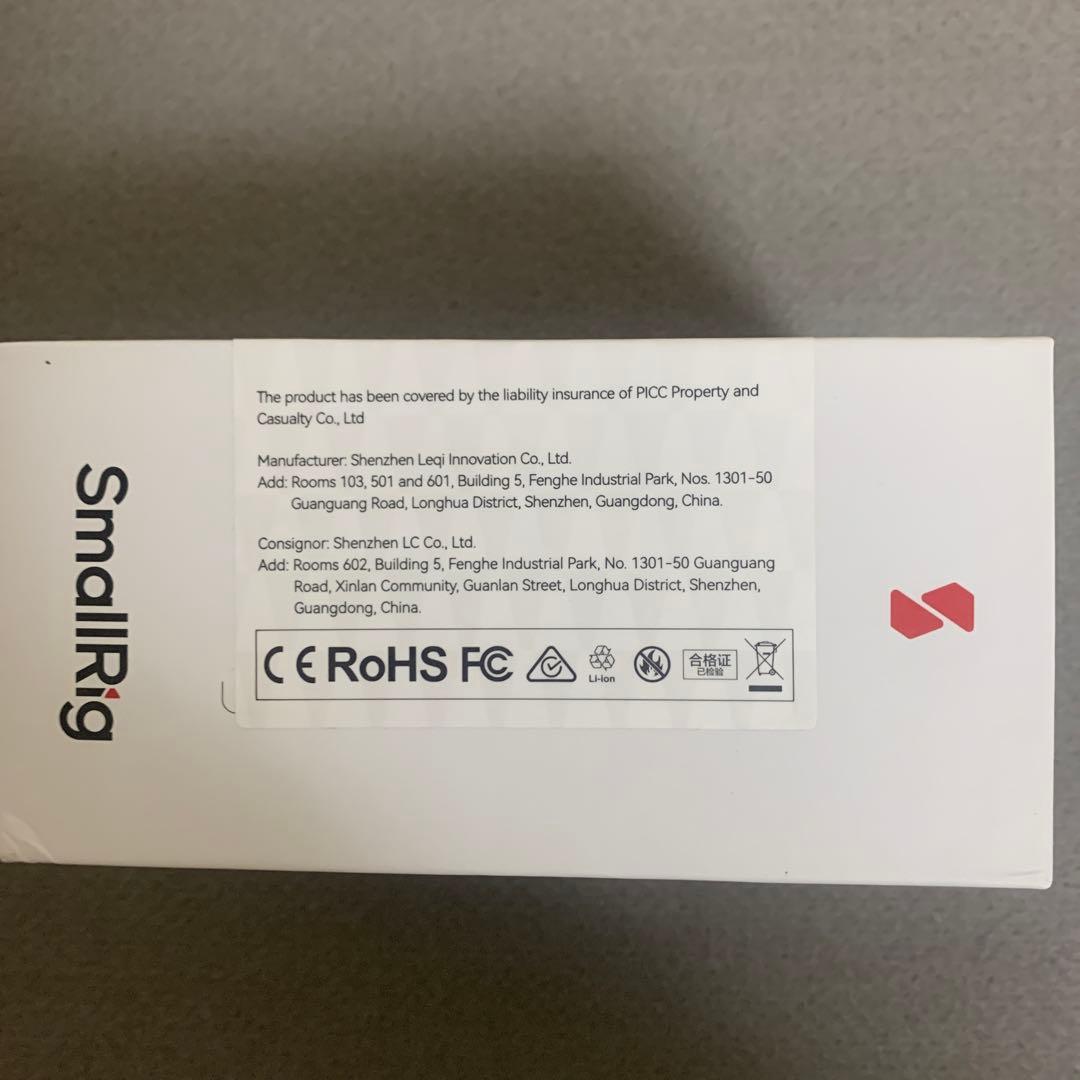 SmallRig
The product has been covered by the liability insurance of PICC Property and
Casualty Co., Ltd
Manufacturer: Shenzhen Leqi Innovation Co., Ltd.
Add: Rooms 103, 501 and 601, Building 5, Fenghe Industrial Park, Nos. 1301-50
Guanguang Road, Longhua District, Shenzhen, Guangdong, China.
Consignor: Shenzhen LC Co., Ltd.
Add: Rooms 602, Building 5, Fenghe Industrial Park, No. 1301-50 Guanguang
Road, Xinlan Community, Guanlan Street, Longhua District, Shenzhen,
Guangdong, China.
CE RoHS FC
Li-ion
合格证
已检验